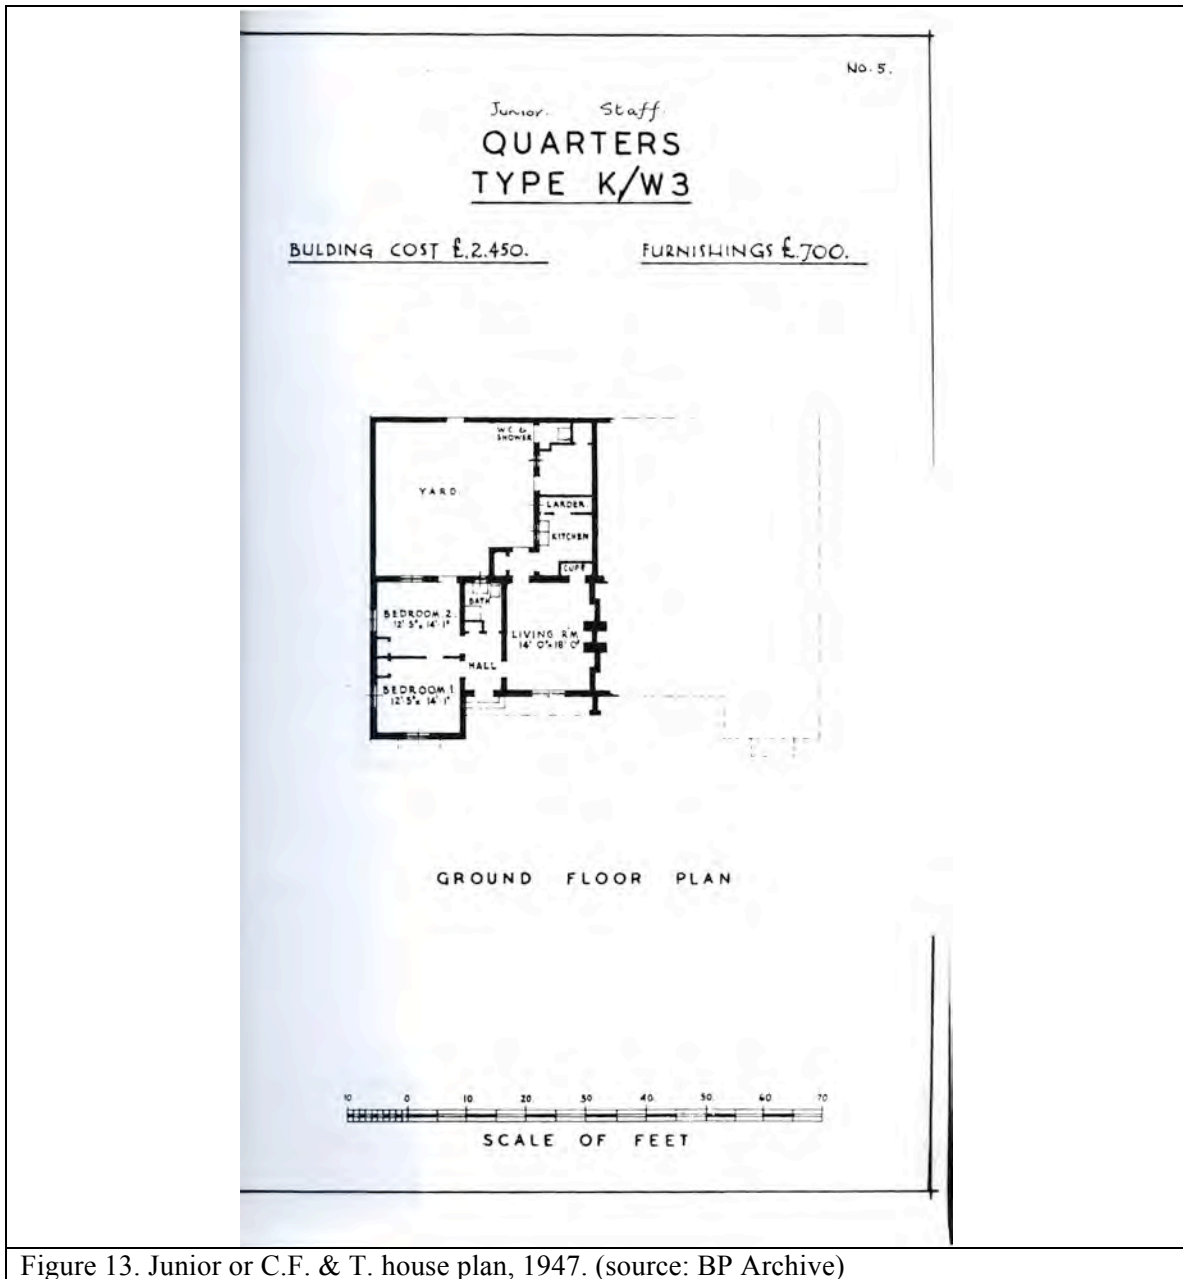 No. 5.
Junior. Staff.
QUARTERS
TYPE K/W3
BULDING COST £.2.450.
FURNISHINGS £.700.
W.C. &
SHOWER
YARD
LARDER
KITCHEN
CUPT
BATH
BEDROOM. 2.
12' 5" x 14' 1"
LIVING RM
14' 0" x 18' 0"
HALL
BEDROOM 1.
12' 5" x 14' 1"
GROUND FLOOR PLAN
10 0 10 20 30 40 50 60 70
SCALE OF FEET
Figure 13. Junior or C.F. & T. house plan, 1947. (source: BP Archive)